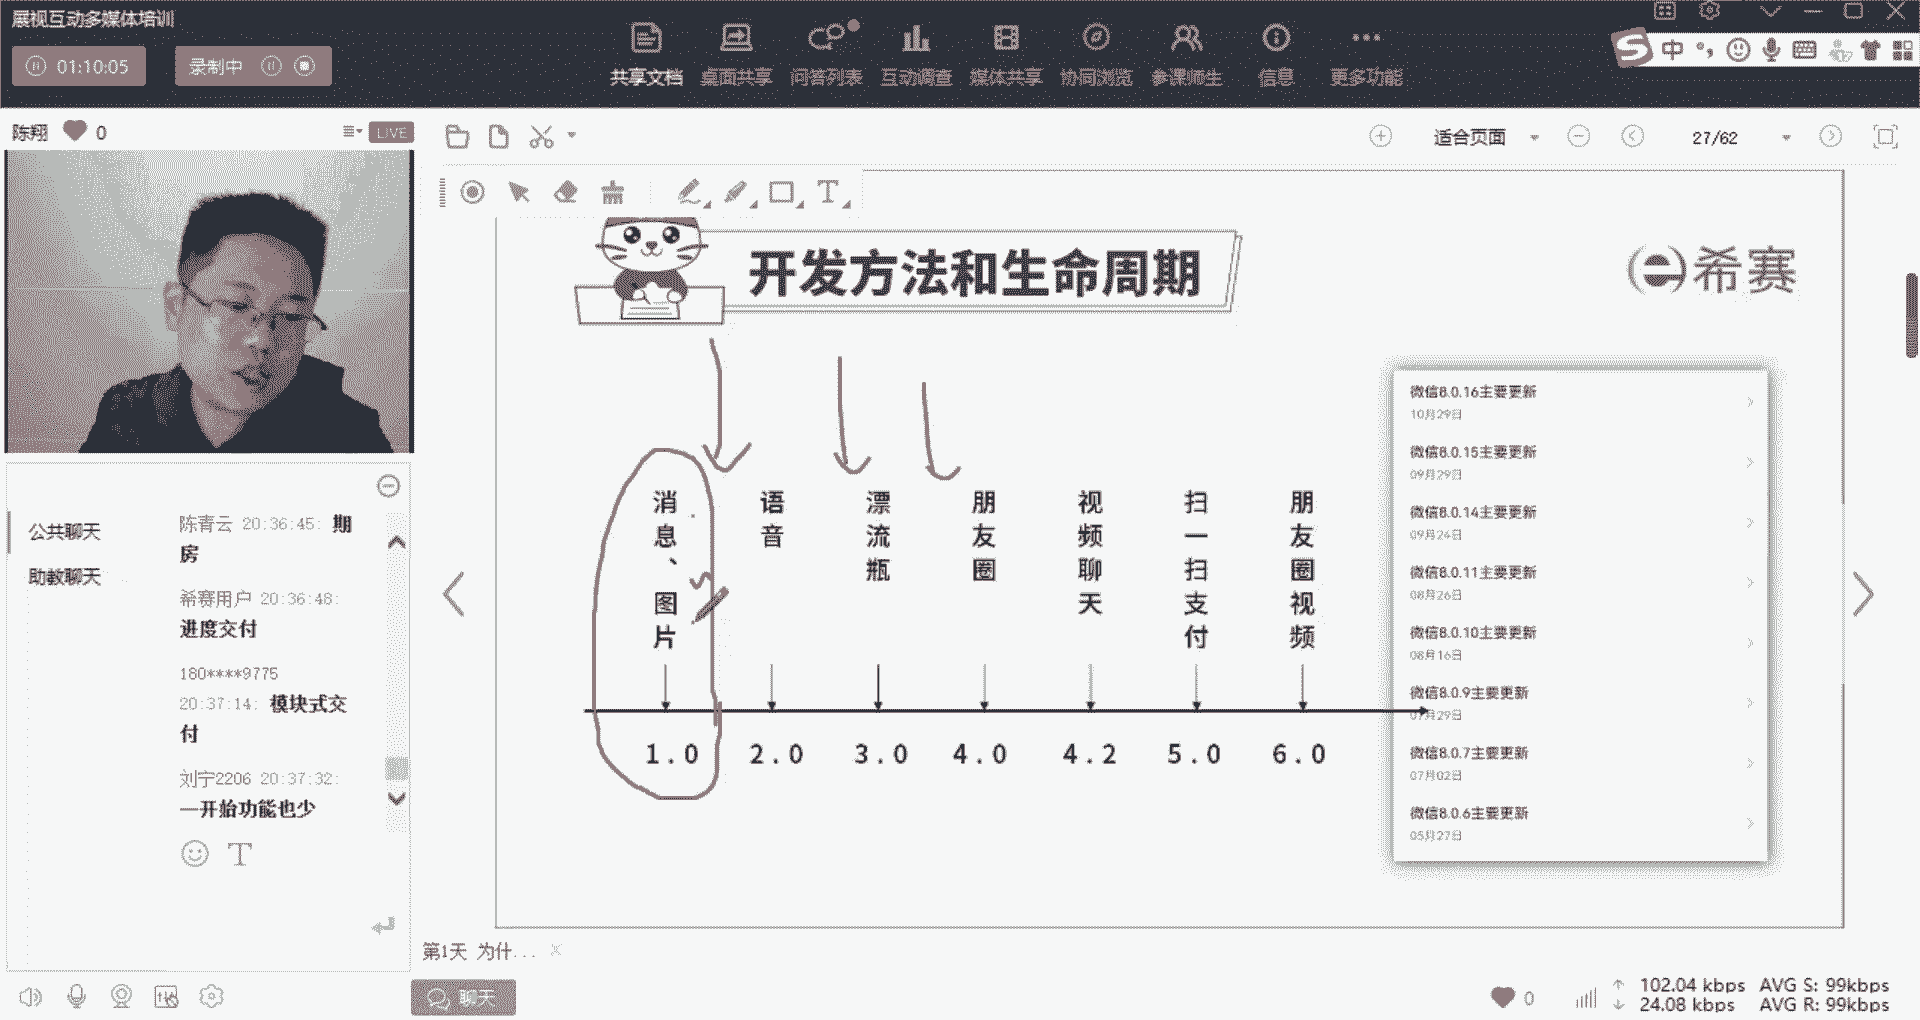 展视互动多媒体培训
01:10:05
录制中
共享文档
桌面共享
问答列表
互动调查
媒体共享
协同浏览
参课师生
信息
更多功能
中
陈翔
0
LIVE
适合页面
27/62
开发方法和生命周期
希赛
消息、图片
语音
漂流瓶
朋友圈
视频聊天
扫一扫支付
朋友圈视频
1.0
2.0
3.0
4.0
4.2
5.0
6.0
微信8.0.16主要更新
10月29日
微信8.0.15主要更新
09月29日
微信8.0.14主要更新
09月24日
微信8.0.11主要更新
08月26日
微信8.0.10主要更新
08月16日
微信8.0.9主要更新
07月29日
微信8.0.7主要更新
07月02日
微信8.0.6主要更新
05月27日
公共聊天
助教聊天
陈青云 20:36:45: 期
房
希赛用户 20:36:48:
进度交付
180****9775
20:37:14: 模块式交
付
刘宁2206 20:37:32:
一开始功能也少
第1天 为什...
聊天
0
102.04 kbps AVG S: 99kbps
24.08 kbps AVG R: 99kbps